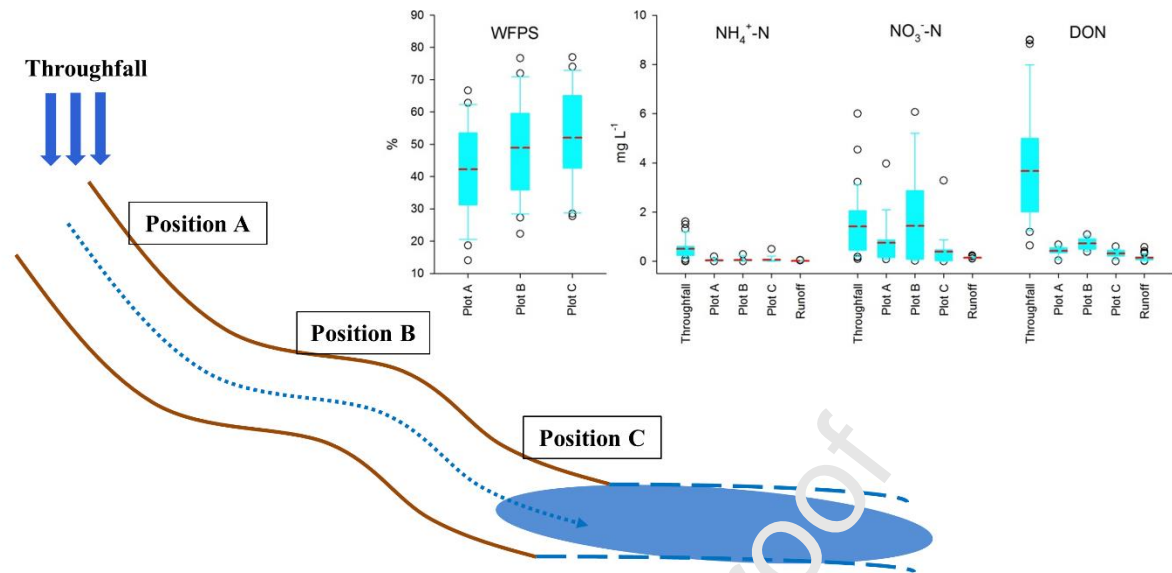 Throughfall
Position A
Position B
Position C
WFPS
%
90
80
70
60
50
40
30
20
10
Plot A
Plot B
Plot C
NH₄⁺-N
NO₃⁻-N
DON
mg L⁻¹
10
8
6
4
2
0
Throughfall
Plot A
Plot B
Plot C
Runoff
Throughfall
Plot A
Plot B
Plot C
Runoff
Throughfall
Plot A
Plot B
Plot C
Runoff
roof